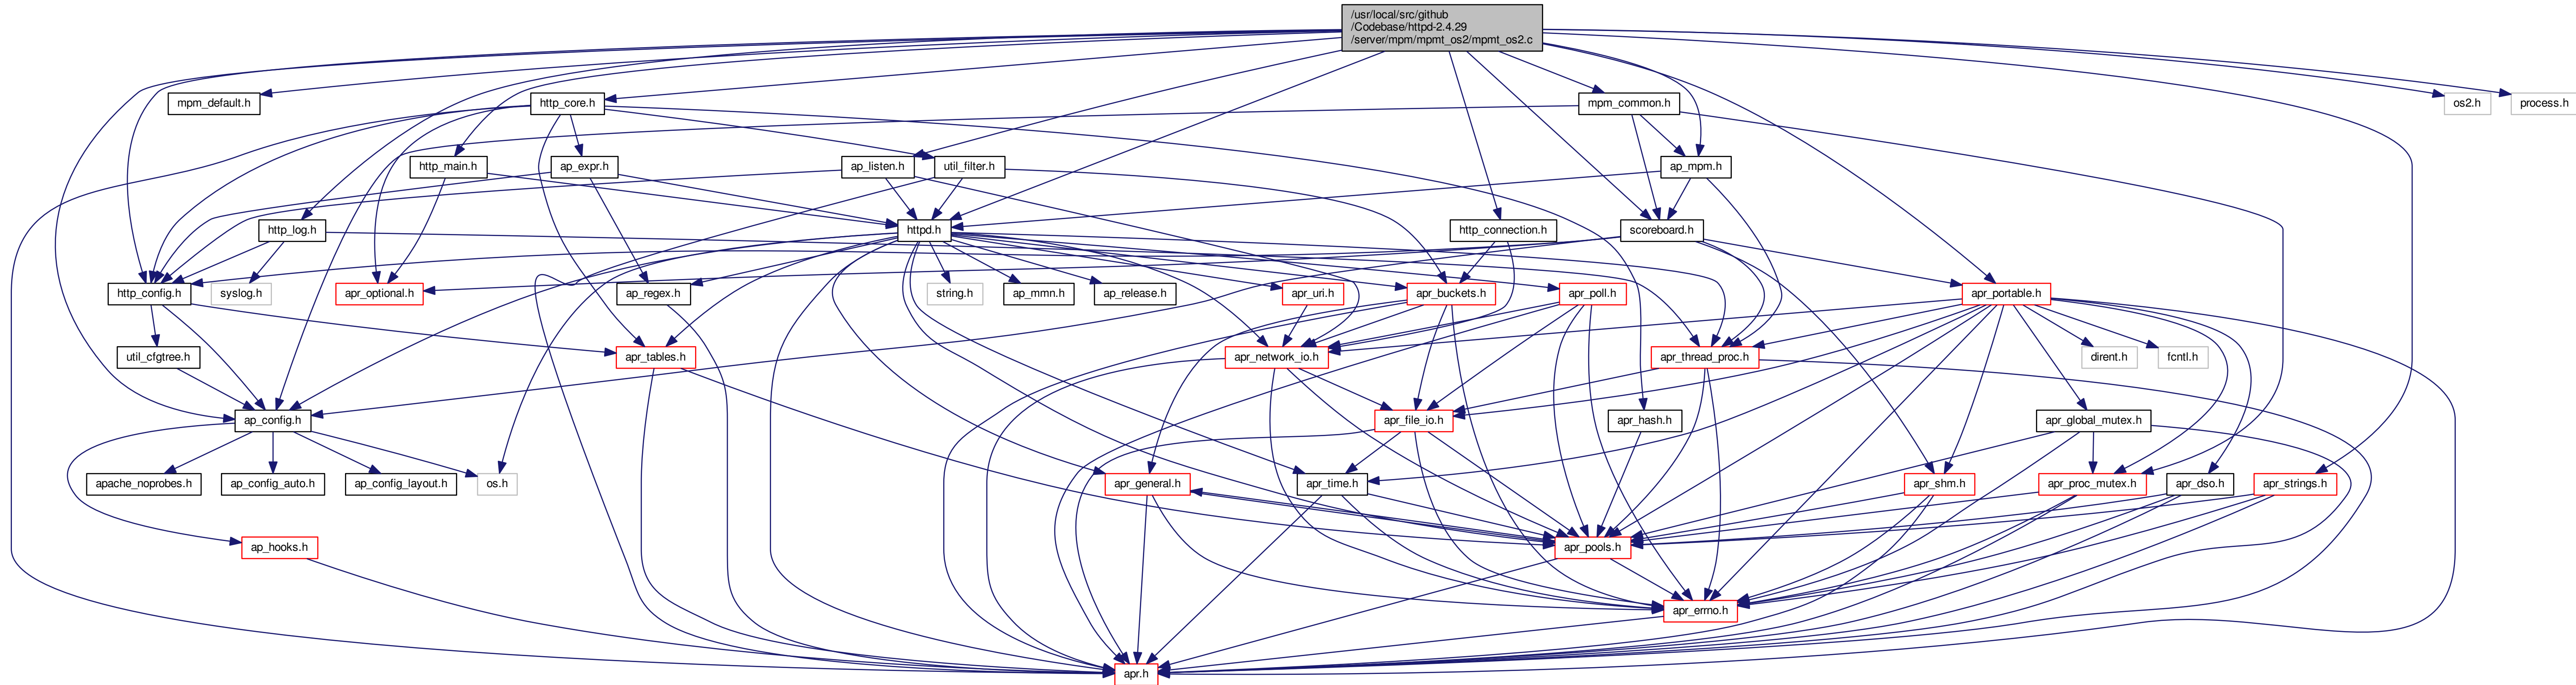 /usr/local/src/github
/Codebase/httpd-2.4.29
/server/mpm/mpmt_os2/mpmt_os2.c
mpm_default.h
http_core.h
mpm_common.h
os2.h
process.h
http_main.h
ap_expr.h
ap_listen.h
util_filter.h
ap_mpm.h
http_log.h
httpd.h
http_connection.h
scoreboard.h
http_config.h
syslog.h
apr_optional.h
ap_regex.h
string.h
ap_mmn.h
ap_release.h
apr_uri.h
apr_buckets.h
apr_poll.h
apr_portable.h
util_cfgtree.h
apr_tables.h
apr_network_io.h
apr_thread_proc.h
dirent.h
fcntl.h
ap_config.h
apr_file_io.h
apr_hash.h
apr_global_mutex.h
apache_noprobes.h
ap_config_auto.h
ap_config_layout.h
os.h
apr_general.h
apr_time.h
apr_shm.h
apr_proc_mutex.h
apr_dso.h
apr_strings.h
ap_hooks.h
apr_pools.h
apr_errno.h
apr.h